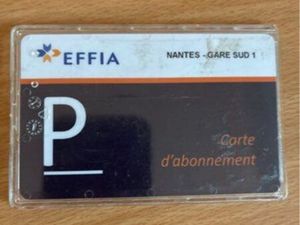 EFFIA NANTES - GARE SUD 1
P
Carte
d'abonnement